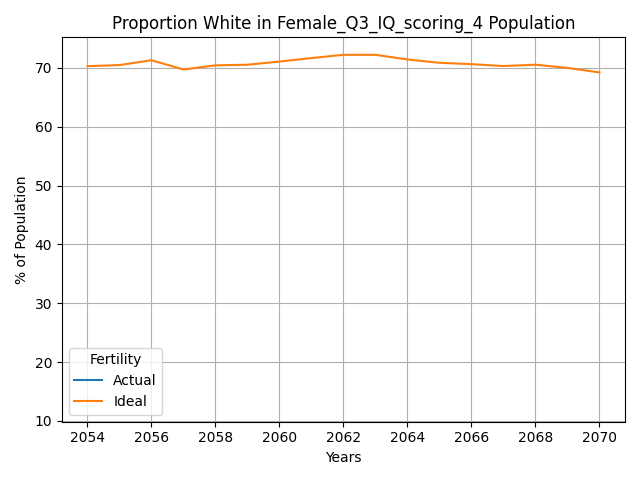 Proportion White in Female_Q3_IQ_scoring_4 Population
% of Population
70
60
50
40
30
20
10
Fertility
Actual
Ideal
2054 2056 2058 2060 2062 2064 2066 2068 2070
Years